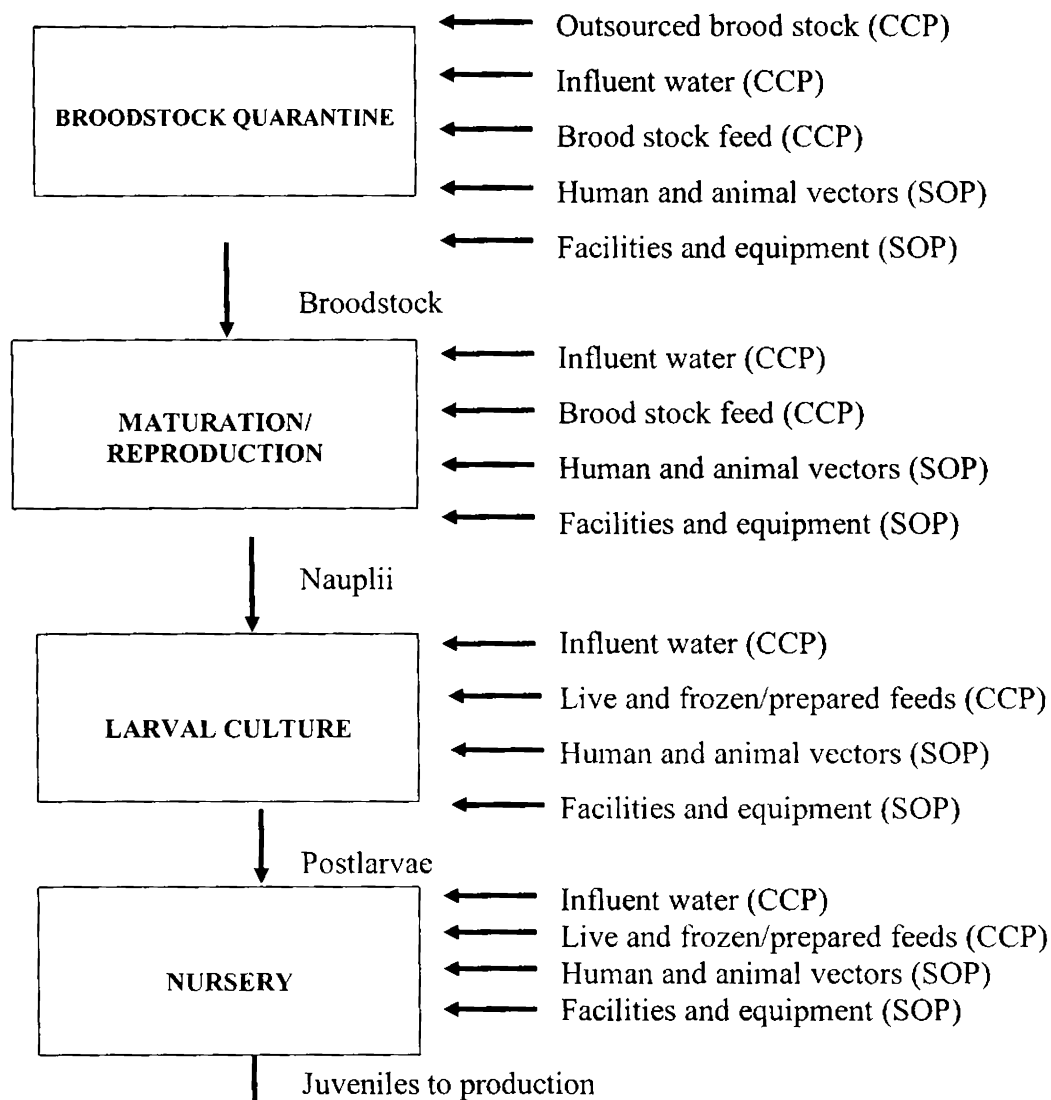 Outsourced brood stock (CCP)
Influent water (CCP)
BROODSTOCK QUARANTINE
Brood stock feed (CCP)
Human and animal vectors (SOP)
Facilities and equipment (SOP)
Broodstock
Influent water (CCP)
MATURATION/
REPRODUCTION
Brood stock feed (CCP)
Human and animal vectors (SOP)
Facilities and equipment (SOP)
Nauplii
Influent water (CCP)
LARVAL CULTURE
Live and frozen/prepared feeds (CCP)
Human and animal vectors (SOP)
Facilities and equipment (SOP)
Postlarvae
Influent water (CCP)
NURSERY
Live and frozen/prepared feeds (CCP)
Human and animal vectors (SOP)
Facilities and equipment (SOP)
Juveniles to production